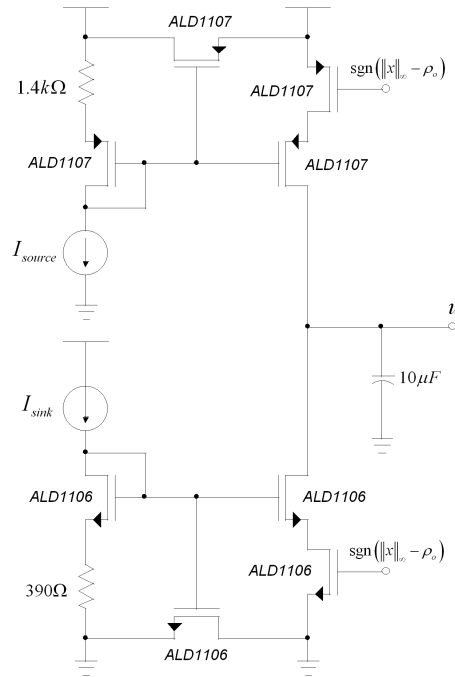 ALD1107
1.4kΩ
ALD1107
sgn(‖x‖∞ − ρo)
ALD1107
ALD1107
Isource
u
10μF
Isink
ALD1106
ALD1106
sgn(‖x‖∞ − ρo)
ALD1106
390Ω
ALD1106